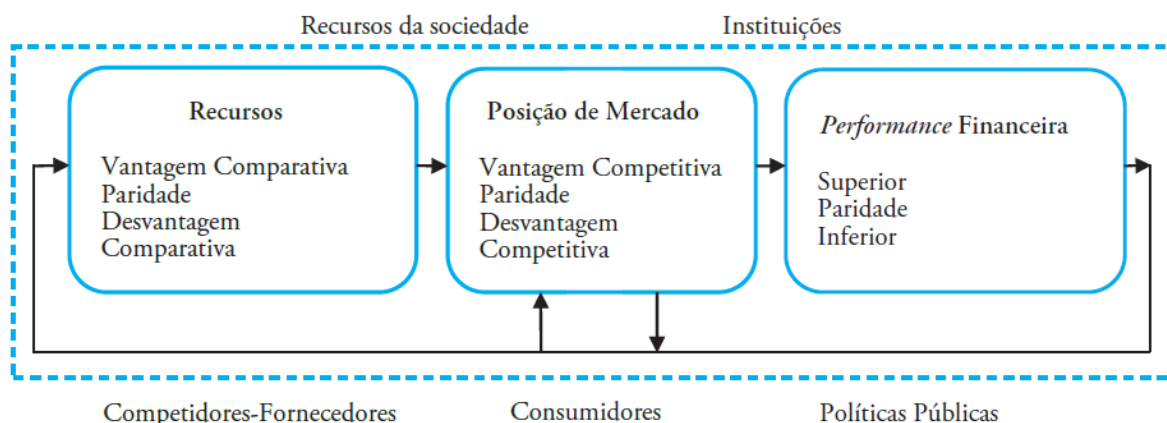 Recursos da sociedade
Instituições
Recursos
Vantagem Comparativa
Paridade
Desvantagem
Comparativa
Posição de Mercado
Vantagem Competitiva
Paridade
Desvantagem
Competitiva
Performance Financeira
Superior
Paridade
Inferior
Competidores-Fornecedores
Consumidores
Políticas Públicas